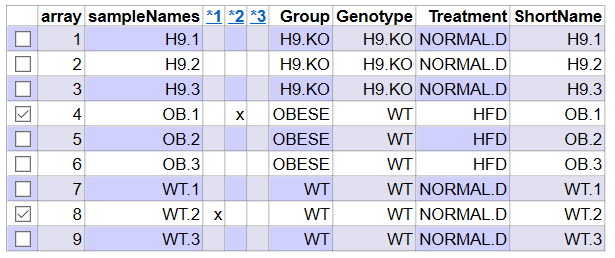 array sampleNames *1 *2 *3 Group Genotype Treatment ShortName
1 H9.1 H9.KO H9.KO NORMAL.D H9.1
2 H9.2 H9.KO H9.KO NORMAL.D H9.2
3 H9.3 H9.KO H9.KO NORMAL.D H9.3
4 OB.1 x OBESE WT HFD OB.1
5 OB.2 OBESE WT HFD OB.2
6 OB.3 OBESE WT HFD OB.3
7 WT.1 WT WT NORMAL.D WT.1
8 WT.2 x WT WT NORMAL.D WT.2
9 WT.3 WT WT NORMAL.D WT.3